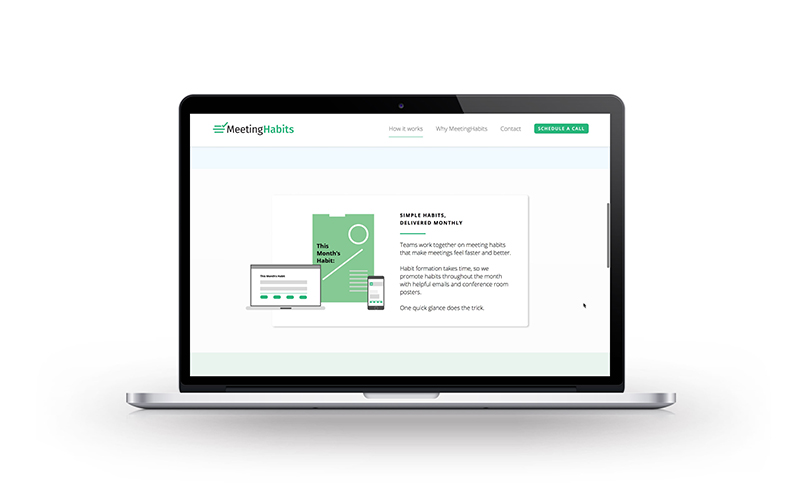 MeetingHabits
How it works
Why MeetingHabits
Contact
SCHEDULE A CALL
This
Month's
Habit:
This Month's Habit
SIMPLE HABITS,
DELIVERED MONTHLY
Teams work together on meeting habits
that make meetings feel faster and better.
Habit formation takes time, so we
promote habits throughout the month
with helpful emails and conference room
posters.
One quick glance does the trick.